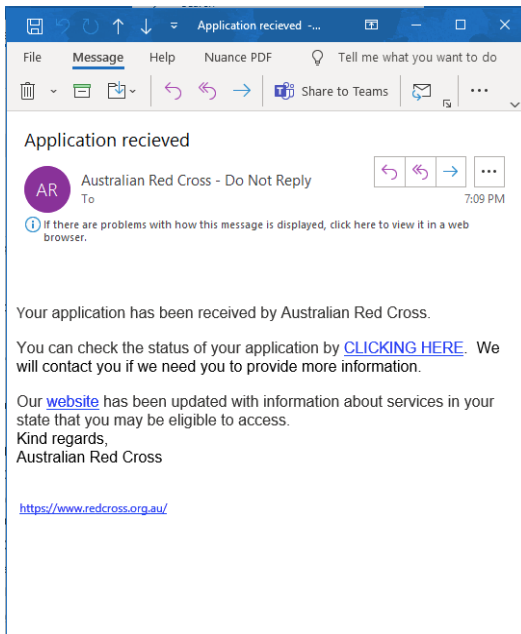 Application recieved -...
File Message Help Nuance PDF Tell me what you want to do
Share to Teams
Application recieved
AR
Australian Red Cross - Do Not Reply
To
7:09 PM
If there are problems with how this message is displayed, click here to view it in a web
browser.
Your application has been received by Australian Red Cross.
You can check the status of your application by CLICKING HERE. We
will contact you if we need you to provide more information.
Our website has been updated with information about services in your
state that you may be eligible to access.
Kind regards,
Australian Red Cross
https://www.redcross.org.au/